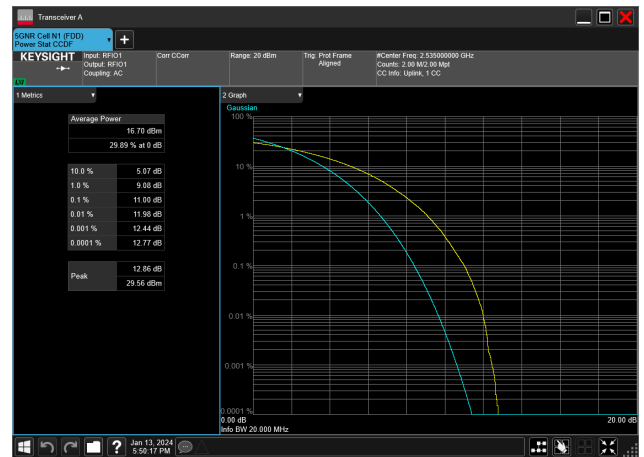 Transceiver A
5GNR Cell N1 (FDD)
Power Stat CCDF
KEYSIGHT
Input: RFIO1
Output: RFIO1
Coupling: AC
Corr CCorr
Range: 20 dBm
Trig: Prot Frame
Aligned
#Center Freq: 2.535000000 GHz
Counts: 2.00 M/2.00 Mpt
CC Info: Uplink, 1 CC
1 Metrics
Average Power
16.70 dBm
29.89 % at 0 dB
10.0 % 5.07 dB
1.0 % 9.08 dB
0.1 % 11.00 dB
0.01 % 11.98 dB
0.001 % 12.44 dB
0.0001 % 12.77 dB
Peak
12.86 dB
29.56 dBm
2 Graph
Gaussian
100 %
10 %
1 %
0.1 %
0.01 %
0.001 %
0.0001 %
0.00 dB
20.00 dB
Info BW 20.000 MHz
Jan 13, 2024
5:50:17 PM